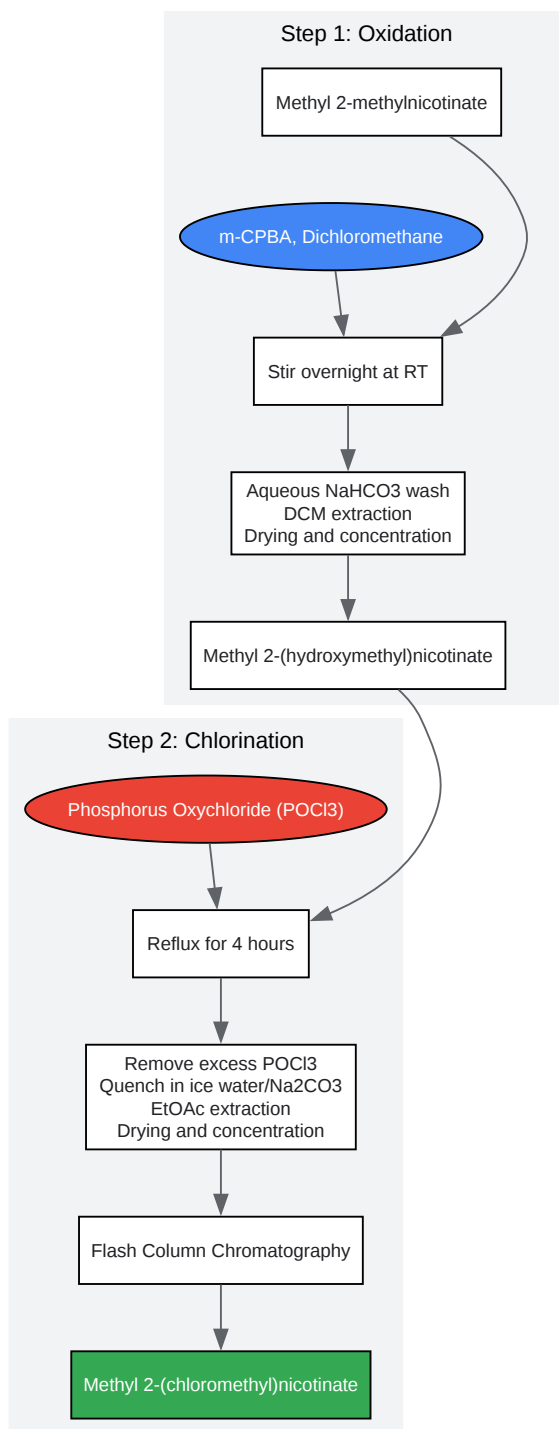 Step 1: Oxidation
Methyl 2-methylnicotinate
m-CPBA, Dichloromethane
Stir overnight at RT
Aqueous NaHCO3 wash
DCM extraction
Drying and concentration
Methyl 2-(hydroxymethyl)nicotinate
Step 2: Chlorination
Phosphorus Oxychloride (POCl3)
Reflux for 4 hours
Remove excess POCl3
Quench in ice water/Na2CO3
EtOAc extraction
Drying and concentration
Flash Column Chromatography
Methyl 2-(chloromethyl)nicotinate